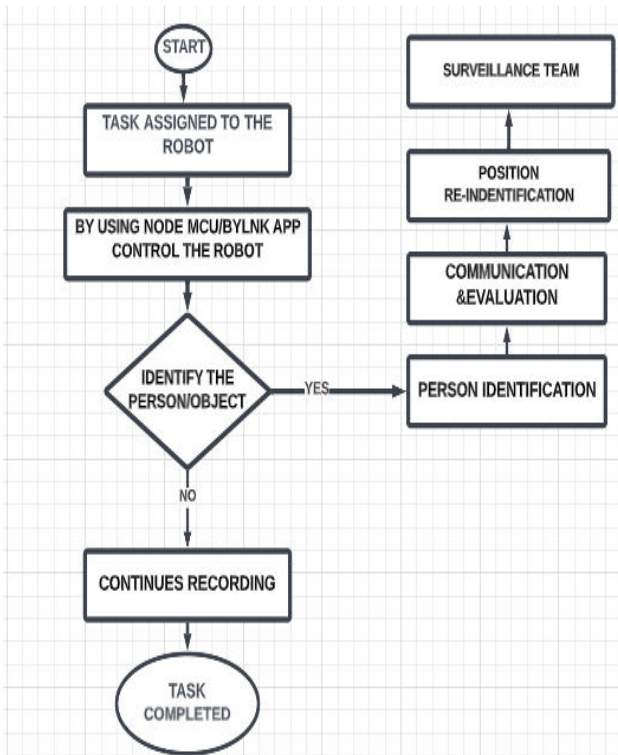 START
TASK ASSIGNED TO THE
ROBOT
BY USING NODE MCU/BYLNK APP
CONTROL THE ROBOT
IDENTIFY THE
PERSON/OBJECT
YES
NO
CONTINUES RECORDING
TASK
COMPLETED
PERSON IDENTIFICATION
COMMUNICATION
&EVALUATION
POSITION
RE-INDENTIFICATION
SURVEILLANCE TEAM